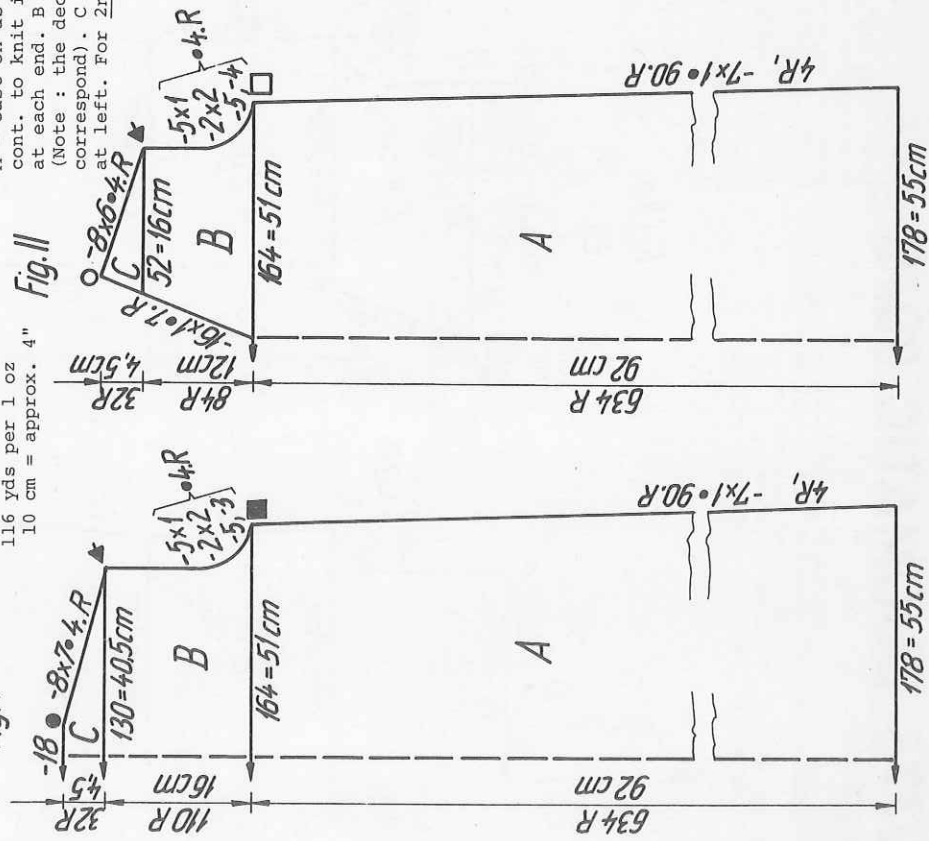 116 yds per 1 oz
10 cm = approx. 4"
cont. to knit i
at each end. B
(Note : the dec
correspond). C
at left. For 2n
-18
-8x7•4.R
C
32R
4,5
130=40,5cm
-5x1
-2x2
-5,-3
•4.R
B
110 R
16cm
164=51cm
A
634 R
92 cm
4R,
-7x1•90.R
178=55cm
Fig.II
-8x6•4.R
C
32R
4,5cm
52=16cm
-16x1•7.R
-5x1
-2x2
-5,-4
•4.R
B
84R
12cm
164=51cm
A
634 R
92 cm
4R,
-7x1•90.R
178=55cm